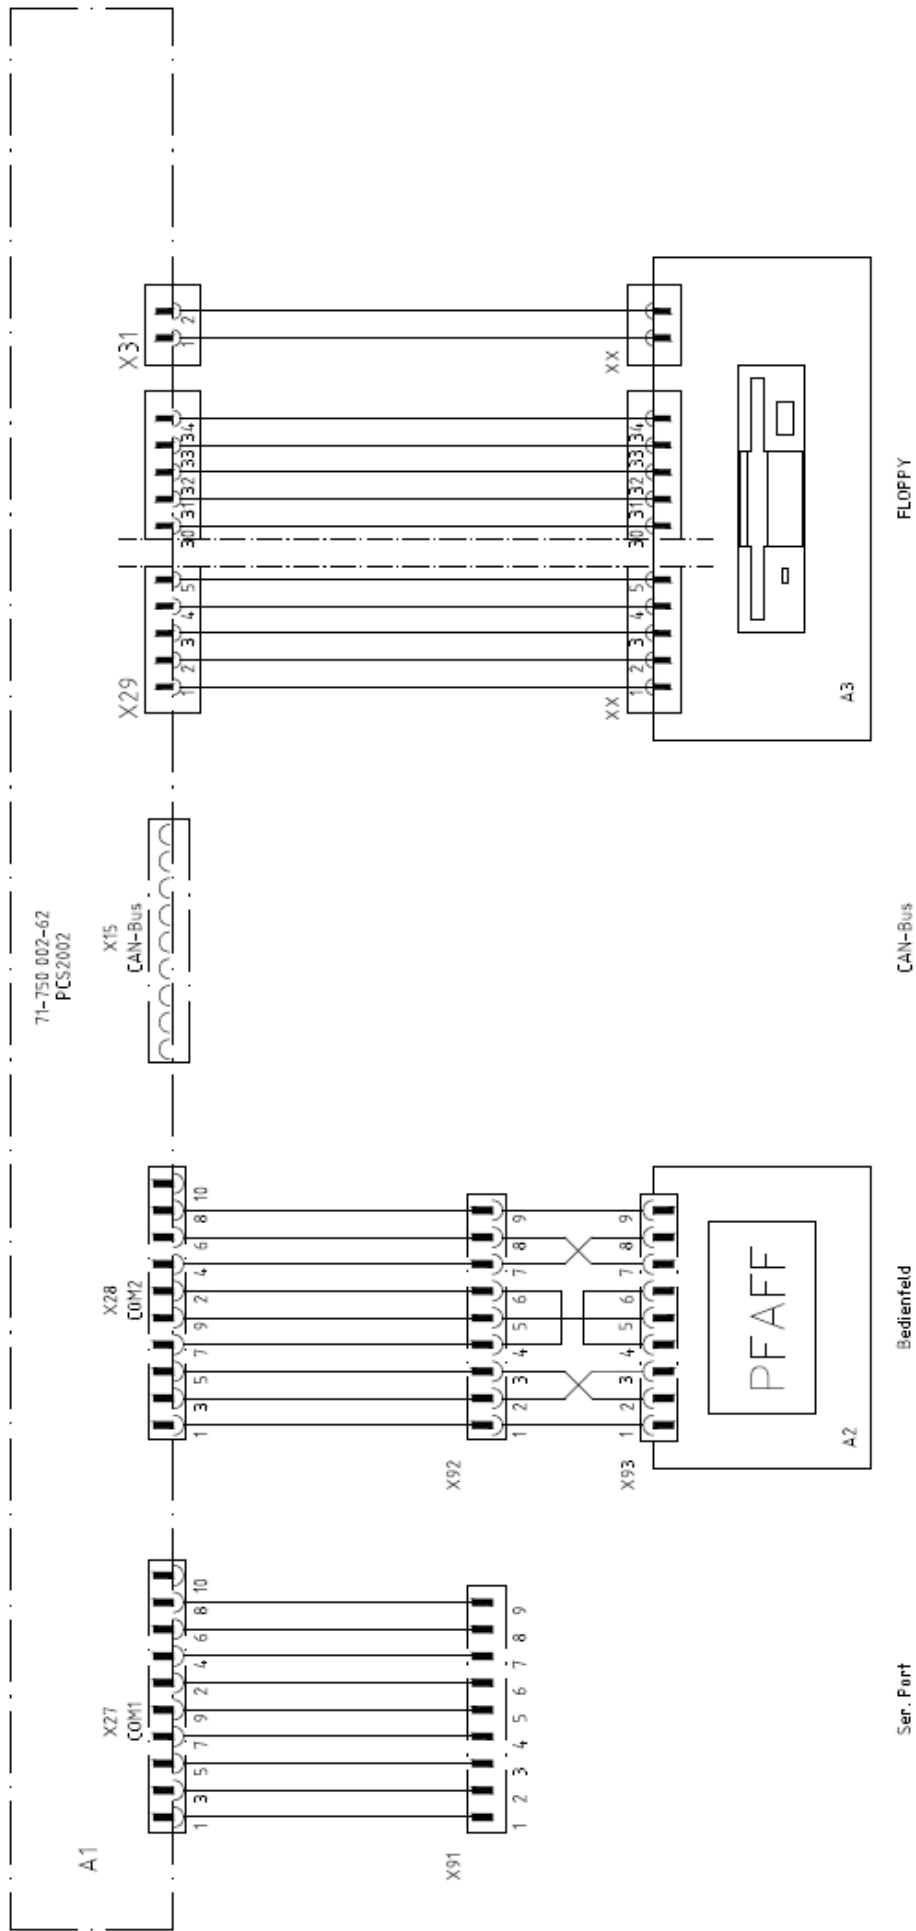 71-750 002-62
PCS2002
A1
X27
COM1
1 3 5 7 9 2 4 6 8 10
X28
COM2
1 3 5 7 9 2 4 6 8 10
X15
CAN-Bus
X29
1 2 3 4 5 30 31 32 33 34
X31
1 2
X91
1 2 3 4 5 6 7 8 9
X92
1 2 3 4 5 6 7 8 9
X93
1 2 3 4 5 6 7 8 9
XX
1 2 3 4 5 30 31 32 33 34
XX
PFAFF
A2
A3
Ser. Port
Bedienfeld
CAN-Bus
FLOPPY